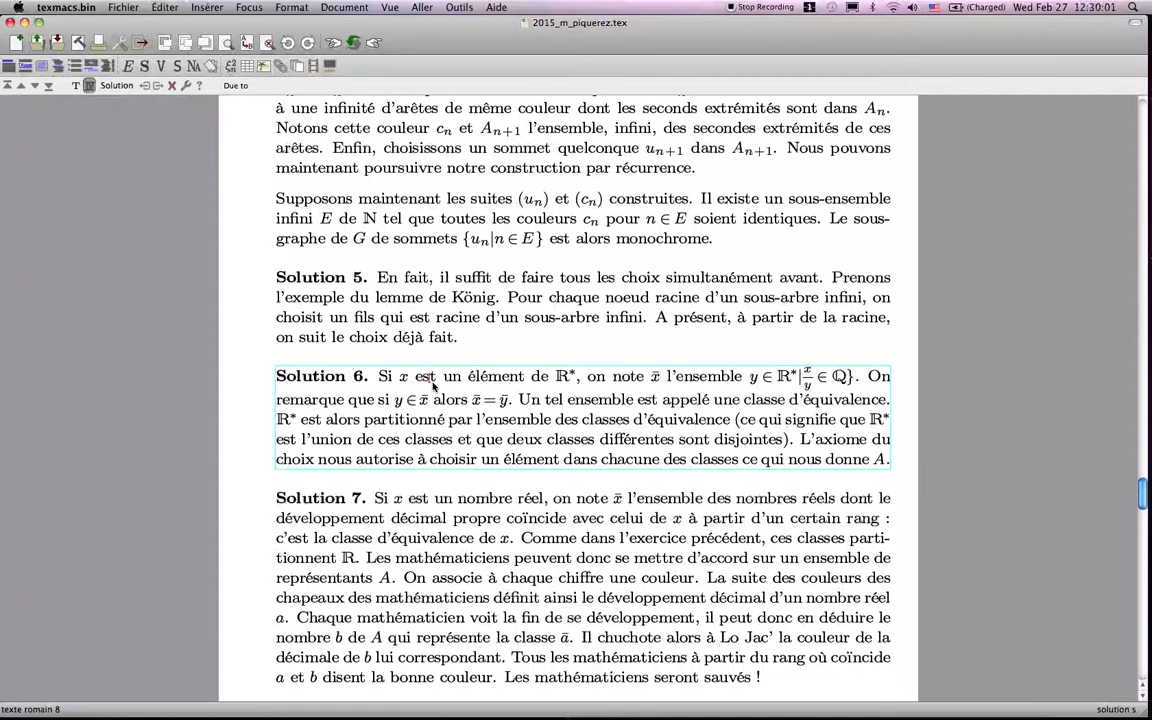 texmacs.bin Fichier Éditer Insérer Focus Format Document Vue Aller Outils Aide Stop Recording 1 (Charged) Wed Feb 27 12:30:01
2015_m_piquerez.tex
E S V S NA
T Solution ? Due to
à une infinité d'arêtes de même couleur dont les seconds extrémités sont dans Aₙ.
Notons cette couleur cₙ et Aₙ₊₁ l'ensemble, infini, des secondes extrémités de ces
arêtes. Enfin, choisissons un sommet quelconque uₙ₊₁ dans Aₙ₊₁. Nous pouvons
maintenant poursuivre notre construction par récurrence.
Supposons maintenant les suites (uₙ) et (cₙ) construites. Il existe un sous-ensemble
infini E de ℕ tel que toutes les couleurs cₙ pour n ∈ E soient identiques. Le sous-
graphe de G de sommets {uₙ|n ∈ E} est alors monochrome.
Solution 5. En fait, il suffit de faire tous les choix simultanément avant. Prenons
l'exemple du lemme de König. Pour chaque noeud racine d'un sous-arbre infini, on
choisit un fils qui est racine d'un sous-arbre infini. A présent, à partir de la racine,
on suit le choix déjà fait.
Solution 6. Si x est un élément de ℝ*, on note x̄ l'ensemble y ∈ ℝ*|x/y ∈ ℚ}. On
remarque que si y ∈ x̄ alors x̄ = ȳ. Un tel ensemble est appelé une classe d'équivalence.
ℝ* est alors partitionné par l'ensemble des classes d'équivalence (ce qui signifie que ℝ*
est l'union de ces classes et que deux classes différentes sont disjointes). L'axiome du
choix nous autorise à choisir un élément dans chacune des classes ce qui nous donne A.
Solution 7. Si x est un nombre réel, on note x̄ l'ensemble des nombres réels dont le
développement décimal propre coïncide avec celui de x à partir d'un certain rang :
c'est la classe d'équivalence de x. Comme dans l'exercice précédent, ces classes parti-
tionnent ℝ. Les mathématiciens peuvent donc se mettre d'accord sur un ensemble de
représentants A. On associe à chaque chiffre une couleur. La suite des couleurs des
chapeaux des mathématiciens définit ainsi le développement décimal d'un nombre réel
a. Chaque mathématicien voit la fin de se développement, il peut donc en déduire le
nombre b de A qui représente la classe ā. Il chuchote alors à Lo Jac' la couleur de la
décimale de b lui correspondant. Tous les mathématiciens à partir du rang où coïncide
a et b disent la bonne couleur. Les mathématiciens seront sauvés !
texte romain 8 solution s